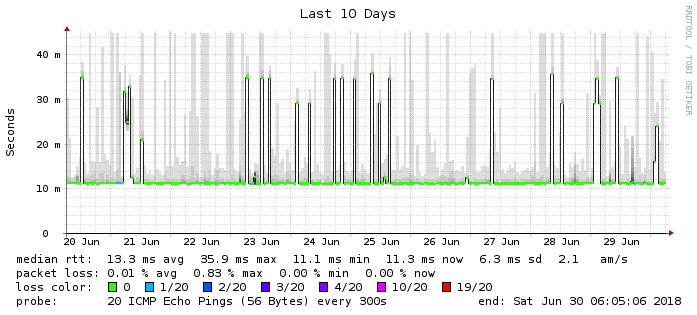 Last 10 Days
RRDTOOL / TOBI OETIKER
Seconds
40 m
30 m
20 m
10 m
0
20 Jun 21 Jun 22 Jun 23 Jun 24 Jun 25 Jun 26 Jun 27 Jun 28 Jun 29 Jun
median rtt: 13.3 ms avg 35.9 ms max 11.1 ms min 11.3 ms now 6.3 ms sd 2.1 am/s
packet loss: 0.01 % avg 0.83 % max 0.00 % min 0.00 % now
loss color: 0 1/20 2/20 3/20 4/20 10/20 19/20
probe: 20 ICMP Echo Pings (56 Bytes) every 300s end: Sat Jun 30 06:05:06 2018